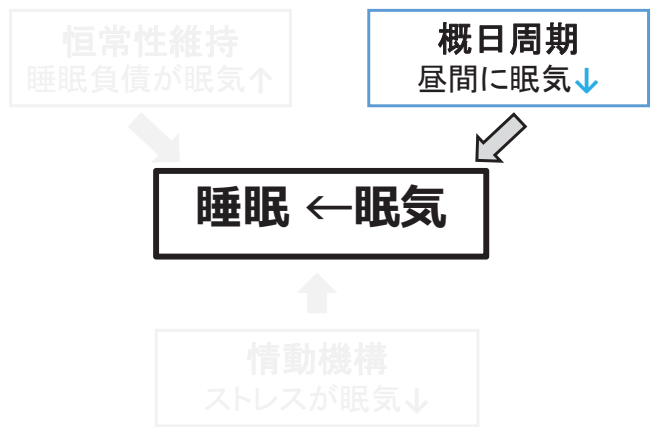 恒常性維持
睡眠負債が眠気↑
概日周期
昼間に眠気↓
睡眠 ←眠気
情動機構
ストレスが眠気↓